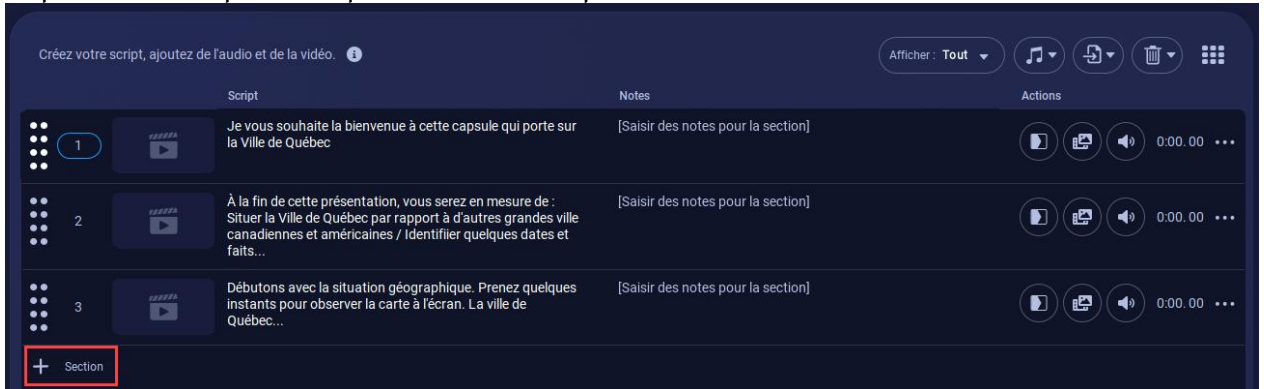 Créez votre script, ajoutez de l'audio et de la vidéo.
Afficher : Tout
Script Notes Actions
1
Je vous souhaite la bienvenue à cette capsule qui porte sur
la Ville de Québec
[Saisir des notes pour la section]
0:00.00
2
À la fin de cette présentation, vous serez en mesure de :
Situer la Ville de Québec par rapport à d'autres grandes ville
canadiennes et américaines / Identifiier quelques dates et
faits...
[Saisir des notes pour la section]
0:00.00
3
Débutons avec la situation géographique. Prenez quelques
instants pour observer la carte à l'écran. La ville de
Québec...
[Saisir des notes pour la section]
0:00.00
+ Section